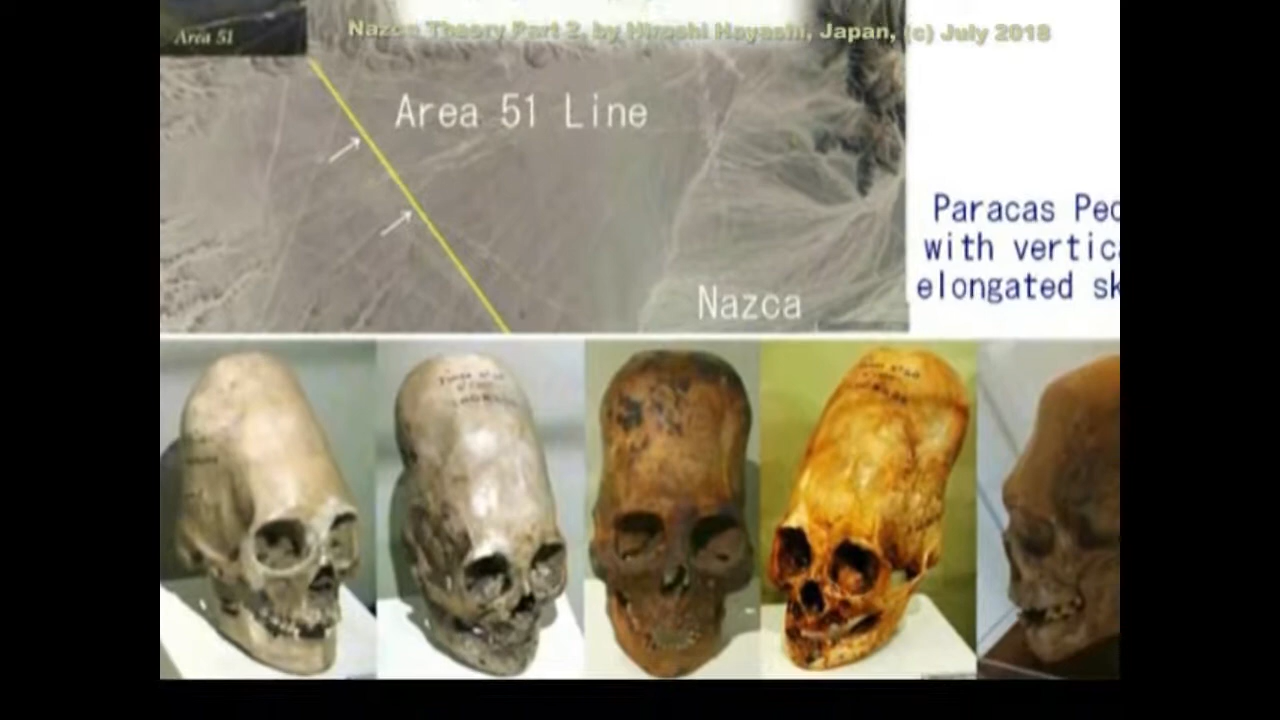 Area 51
Nazca Theory Part 2, by Hiroshi Hayashi, Japan, (c) July 2018
Area 51 Line
Paracas Peo
with vertica
elongated sk
Nazca